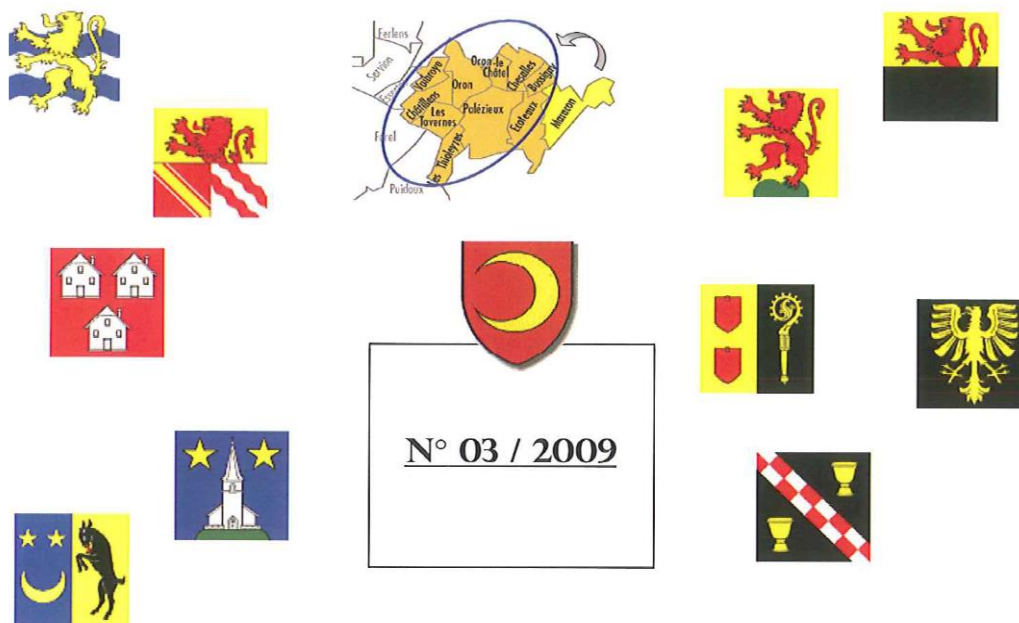 Ferlens
Servion
Essertes
Vuibroye
Oron-le
Châtel
Chesalles
Bussigny
Oron
Châtillens
Les
Tavernes
Palézieux
Ecoteaux
Maracon
Forel
Les Thioleyres
Puidoux
N° 03 / 2009